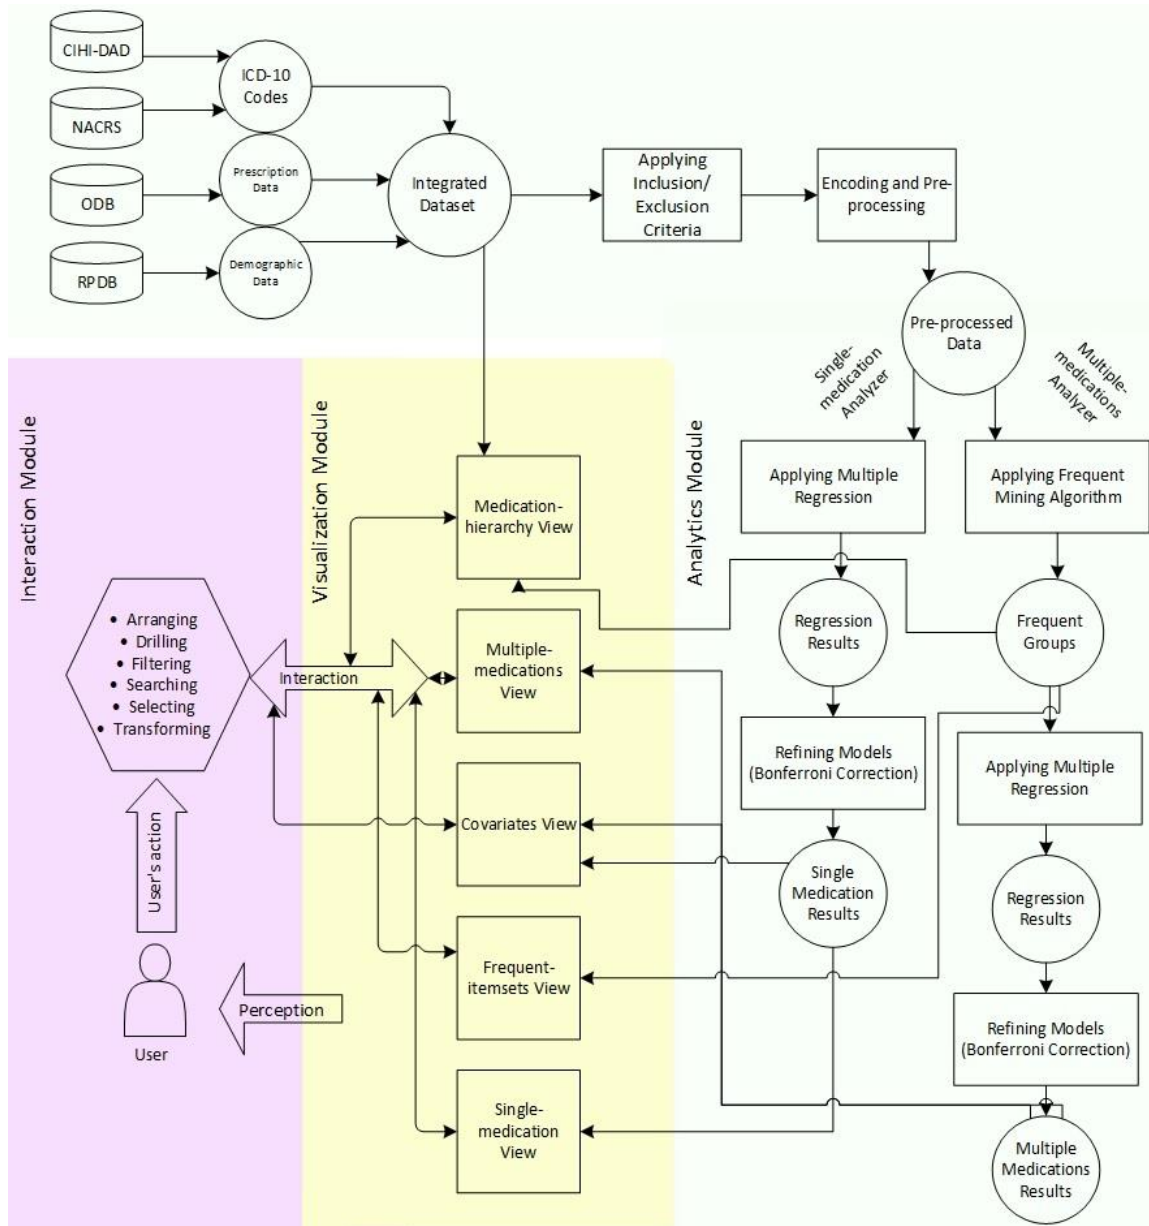 CIHI-DAD
NACRS
ODB
RPDB
ICD-10
Codes
Prescription
Data
Demographic
Data
Integrated
Dataset
Applying
Inclusion/
Exclusion
Criteria
Encoding and Pre-
processing
Pre-processed
Data
Single-
medication
Analyzer
Multiple-
medications
Analyzer
Interaction Module
Visualization Module
Analytics Module
Medication-
hierarchy View
Applying Multiple
Regression
Applying Frequent
Mining Algorithm
• Arranging
• Drilling
• Filtering
• Searching
• Selecting
• Transforming
Interaction
Multiple-
medications
View
Regression
Results
Frequent
Groups
Refining Models
(Bonferroni Correction)
Applying Multiple
Regression
Covariates View
User's action
Single
Medication
Results
Regression
Results
Frequent-
itemsets View
Perception
User
Refining Models
(Bonferroni Correction)
Single-
medication
View
Multiple
Medications
Results